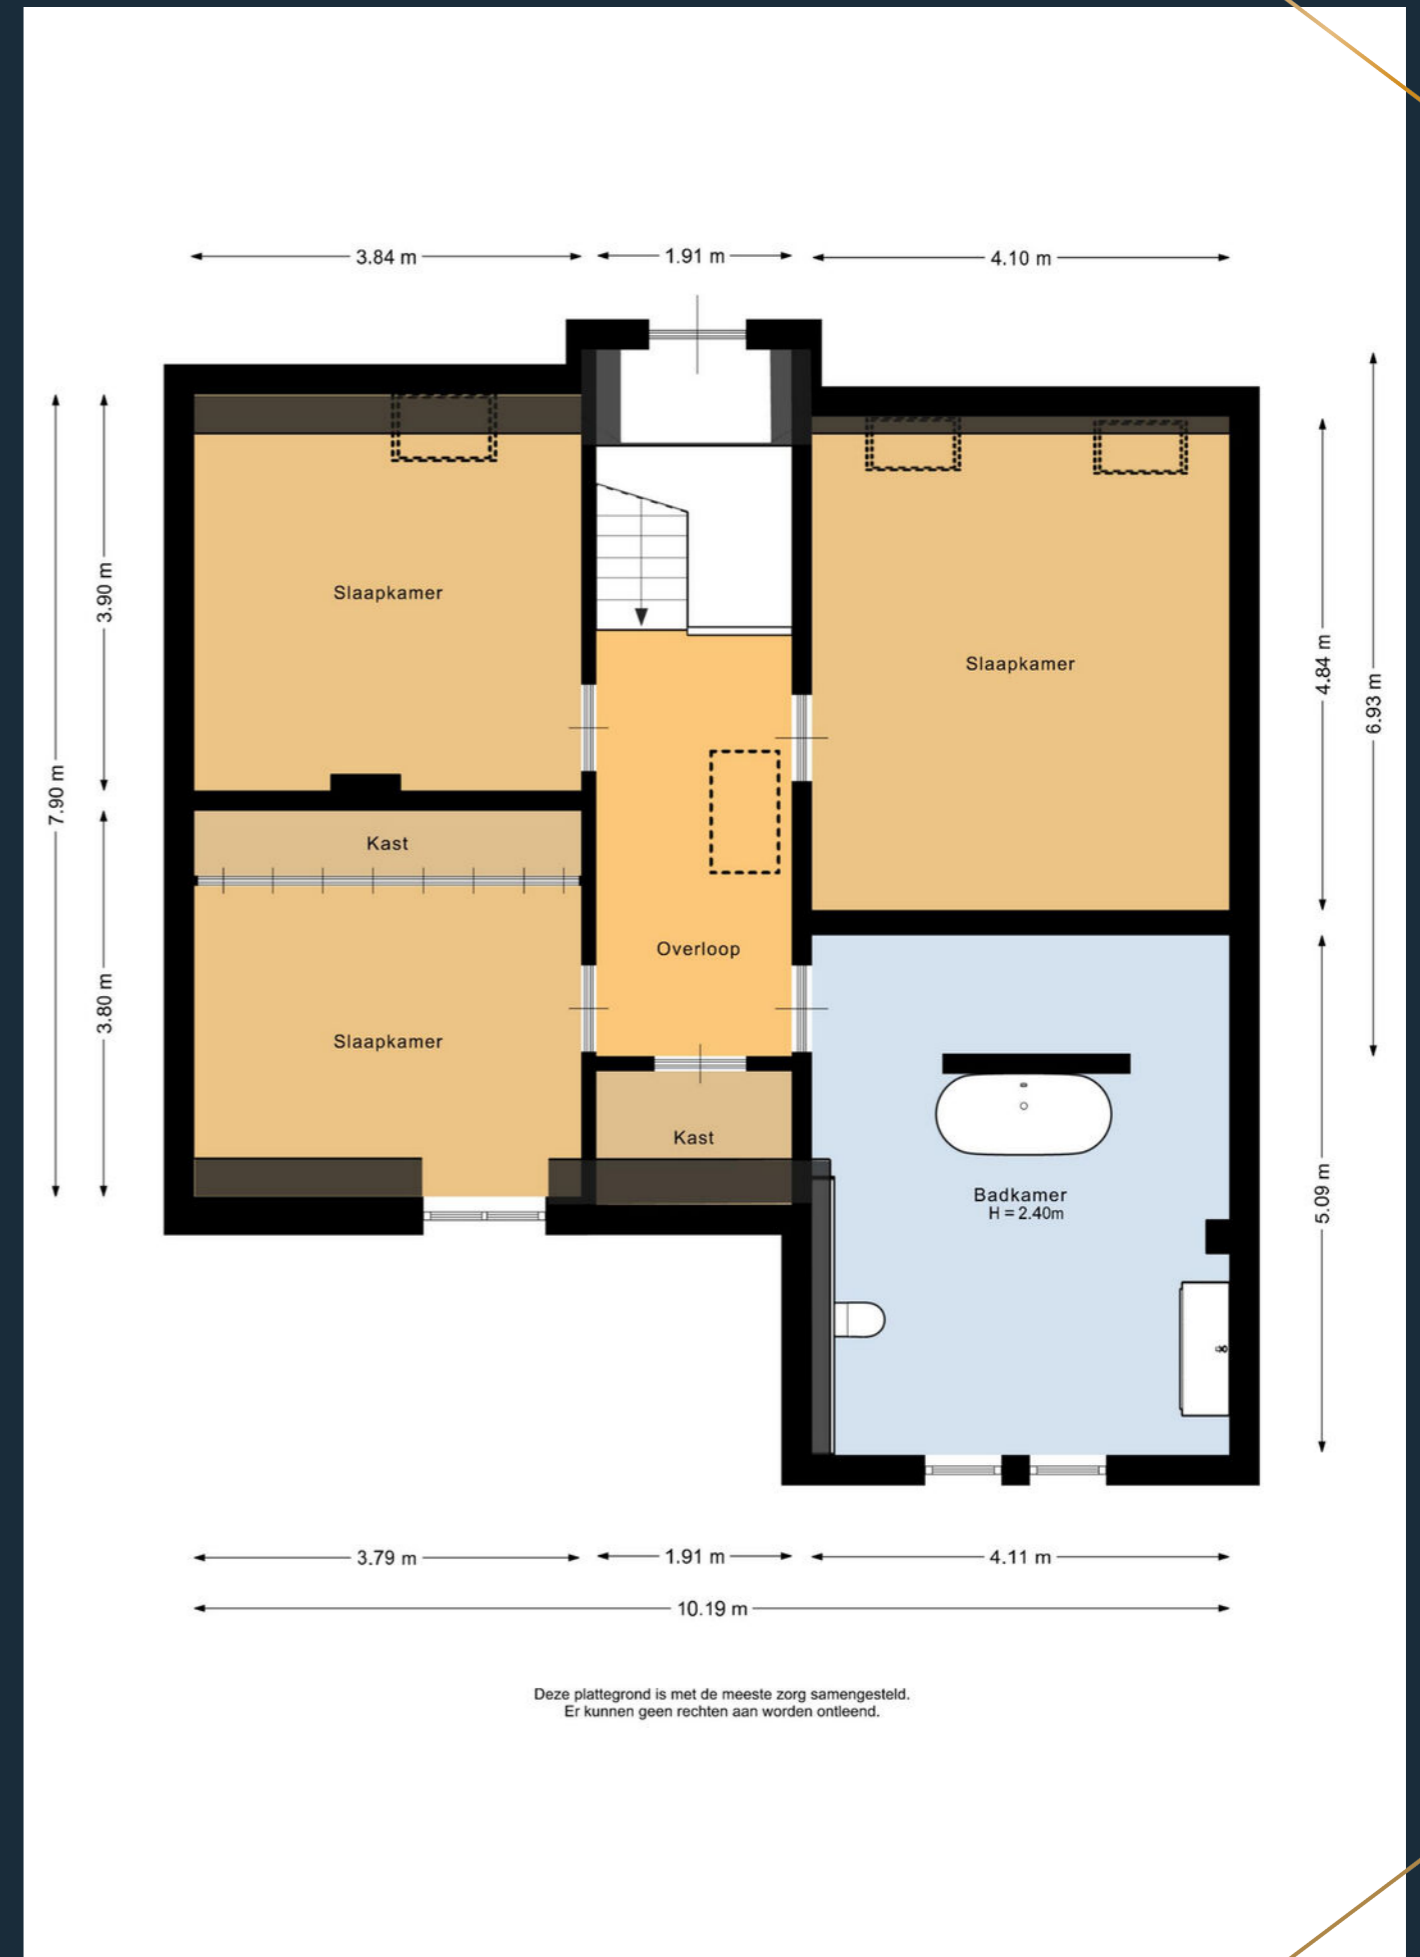 3.84 m
1.91 m
4.10 m
3.90 m
7.90 m
3.80 m
4.84 m
6.93 m
5.09 m
Slaapkamer
Slaapkamer
Kast
Overloop
Slaapkamer
Kast
Badkamer
H = 2.40m
3.79 m
1.91 m
4.11 m
10.19 m
Deze plattegrond is met de meeste zorg samengesteld.
Er kunnen geen rechten aan worden ontleend.